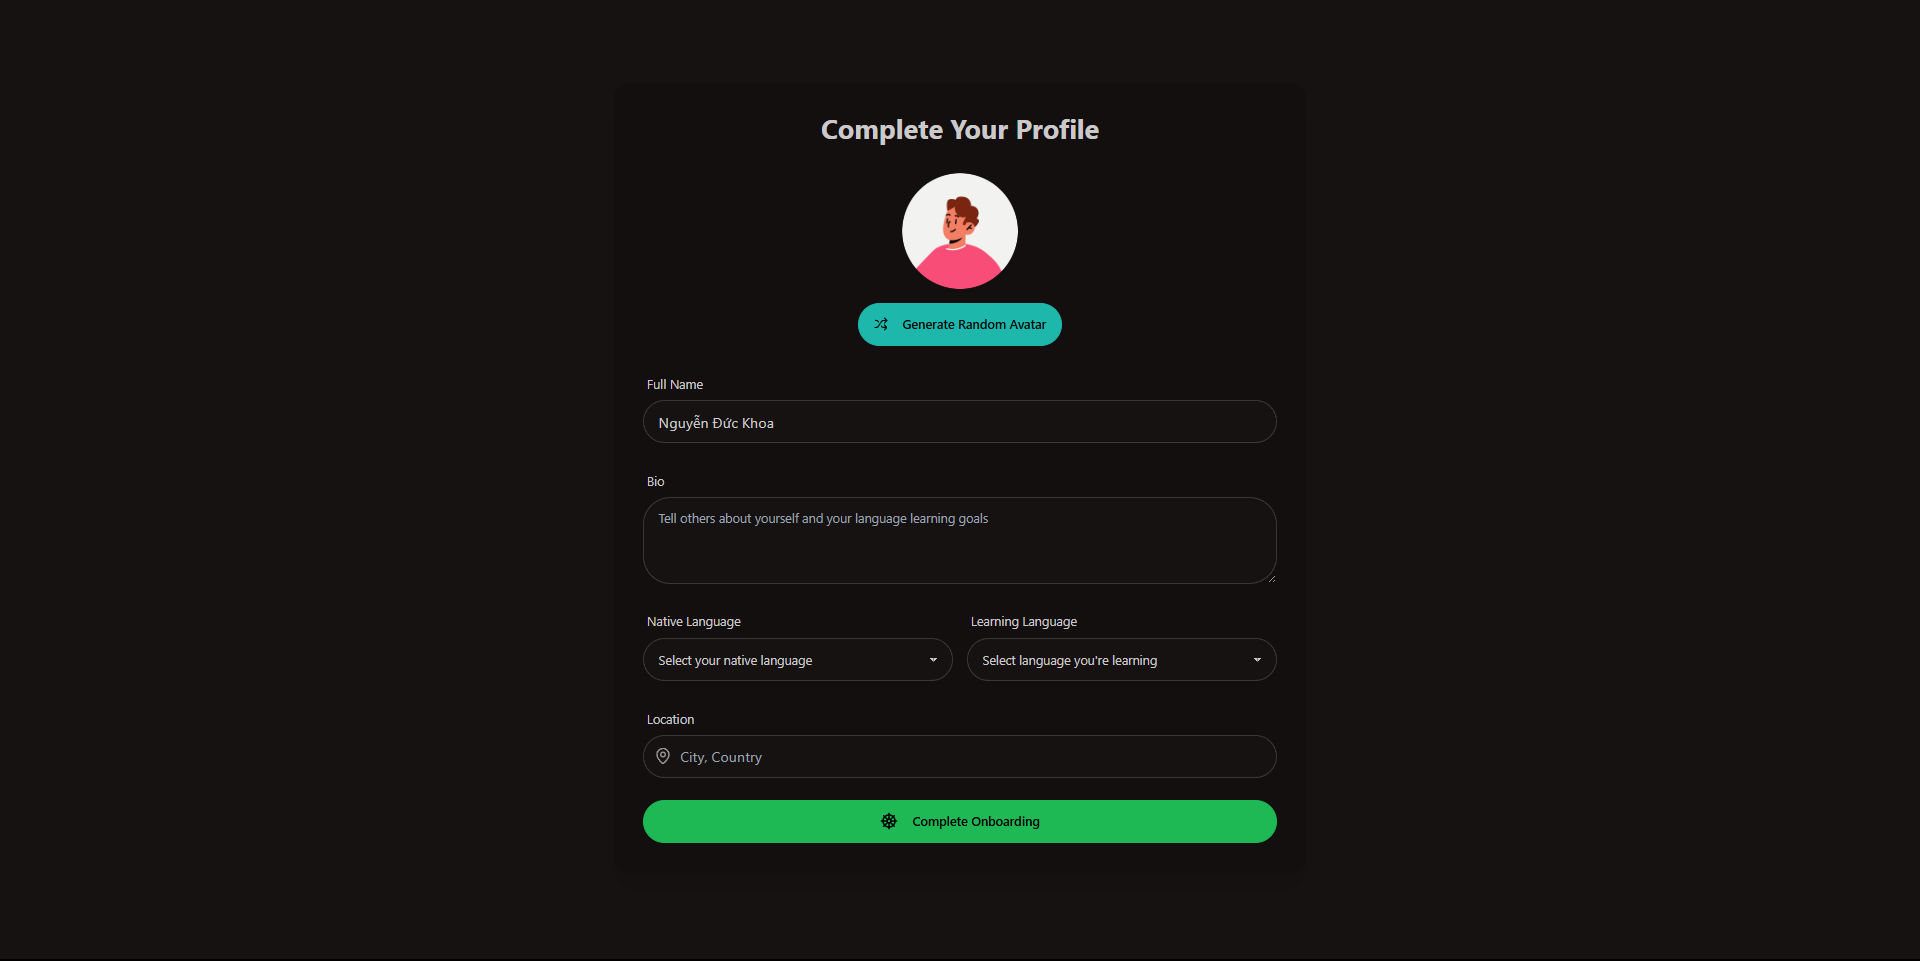 Complete Your Profile
Generate Random Avatar
Full Name
Nguyễn Đức Khoa
Bio
Tell others about yourself and your language learning goals
Native Language
Learning Language
Select your native language
Select language you're learning
Location
City, Country
Complete Onboarding